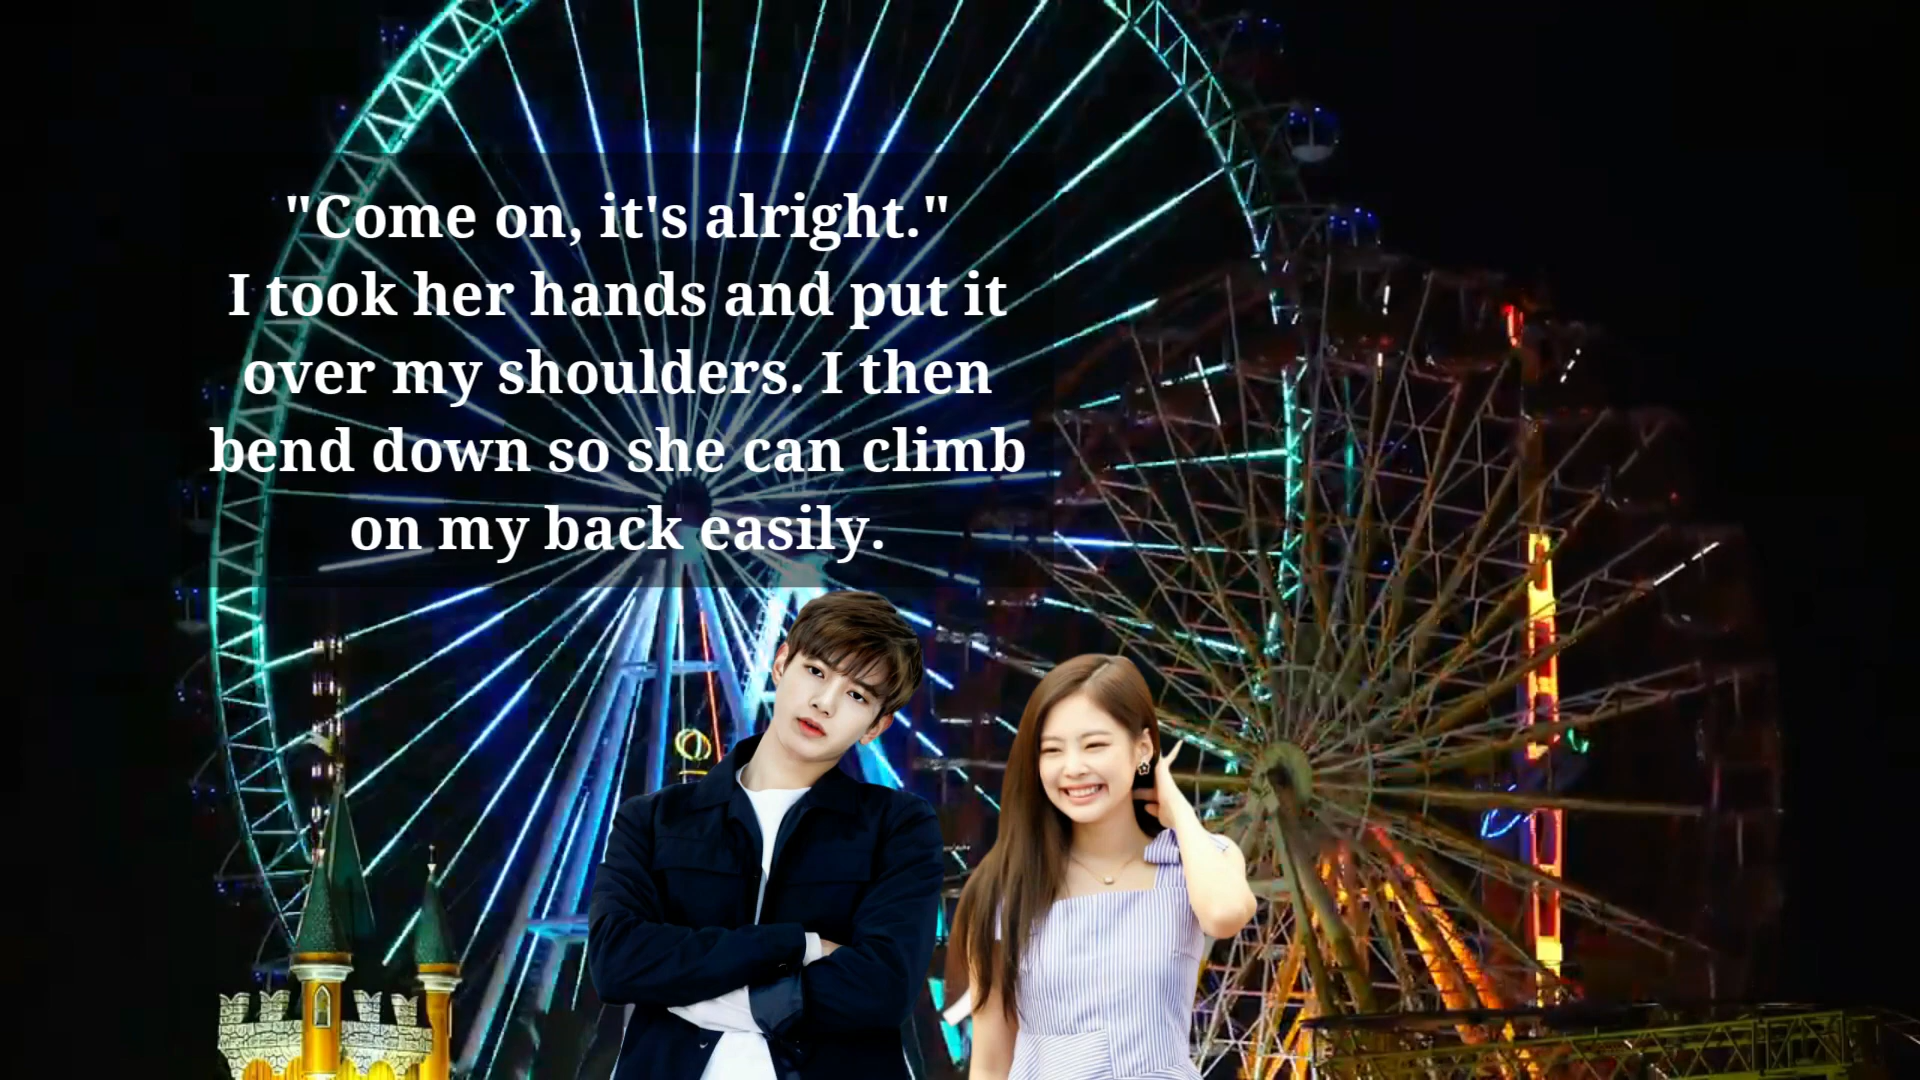 "Come on, it's alright."
I took her hands and put it
over my shoulders. I then
bend down so she can climb
on my back easily.